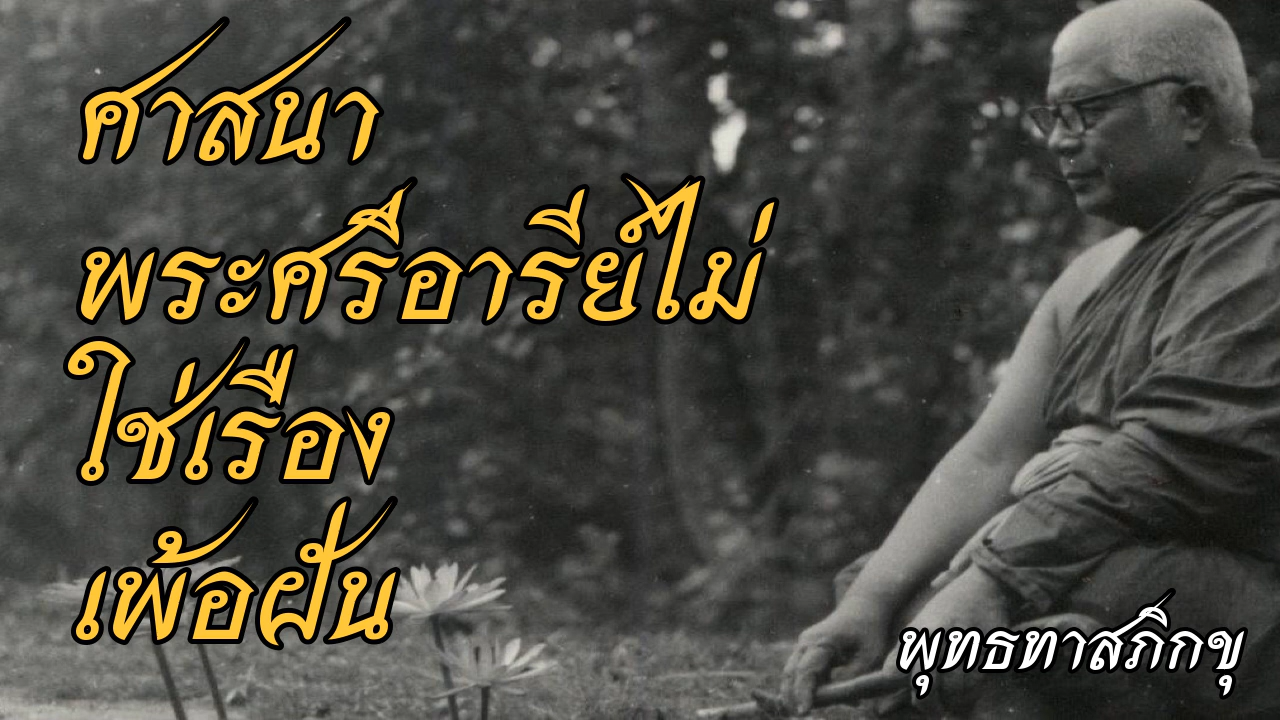 ศาสนา
พระศรีอารีย์ไม่
ใช่เรื่อง
เพ้อฝัน
พุทธทาสภิกขุ